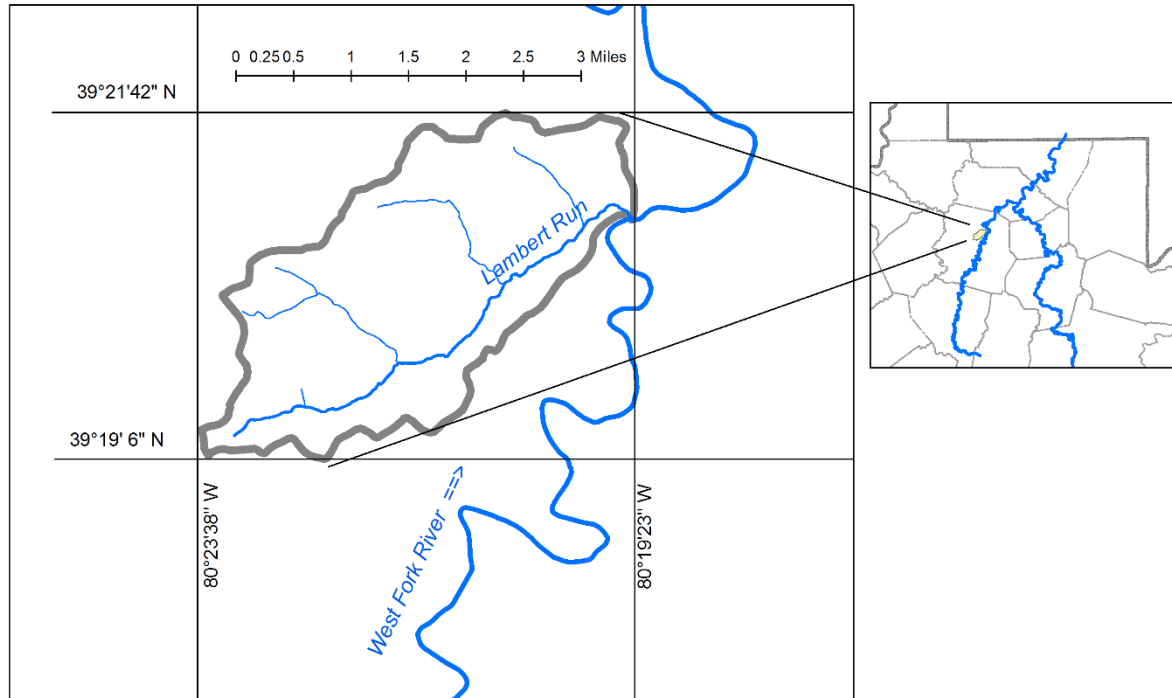 0 0.25 0.5 1 1.5 2 2.5 3 Miles
39°21'42" N
Lambert Run
39°19' 6" N
80°23'38" W
80°19'23" W
West Fork River ==>